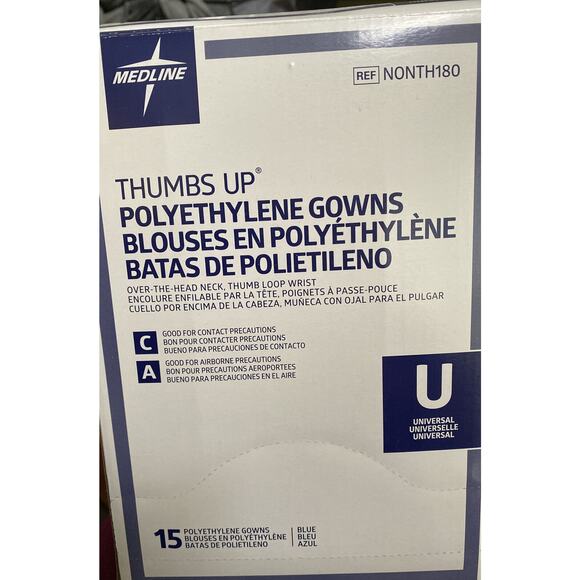 MEDLINE
REF NONTH180
THUMBS UP®
POLYETHYLENE GOWNS
BLOUSES EN POLYÉTHYLÈNE
BATAS DE POLIETILENO
OVER-THE-HEAD NECK, THUMB LOOP WRIST
ENCOLURE ENFILABLE PAR LA TÊTE, POIGNETS À PASSE-POUCE
CUELLO POR ENCIMA DE LA CABEZA, MUÑECA CON OJAL PARA EL PULGAR
C
GOOD FOR CONTACT PRECAUTIONS
BON POUR CONTACTER PRÉCAUTIONS
BUENO PARA PRECAUCIONES DE CONTACTO
A
GOOD FOR AIRBORNE PRECAUTIONS
BON POUR PRÉCAUTIONS AEROPORTEES
BUENO PARA PRECAUCIONES EN EL AIRE
U
UNIVERSAL
UNIVERSELLE
UNIVERSAL
15
POLYETHYLENE GOWNS
BLOUSES EN POLYÉTHYLÈNE
BATAS DE POLIETILENO
BLUE
BLEU
AZUL